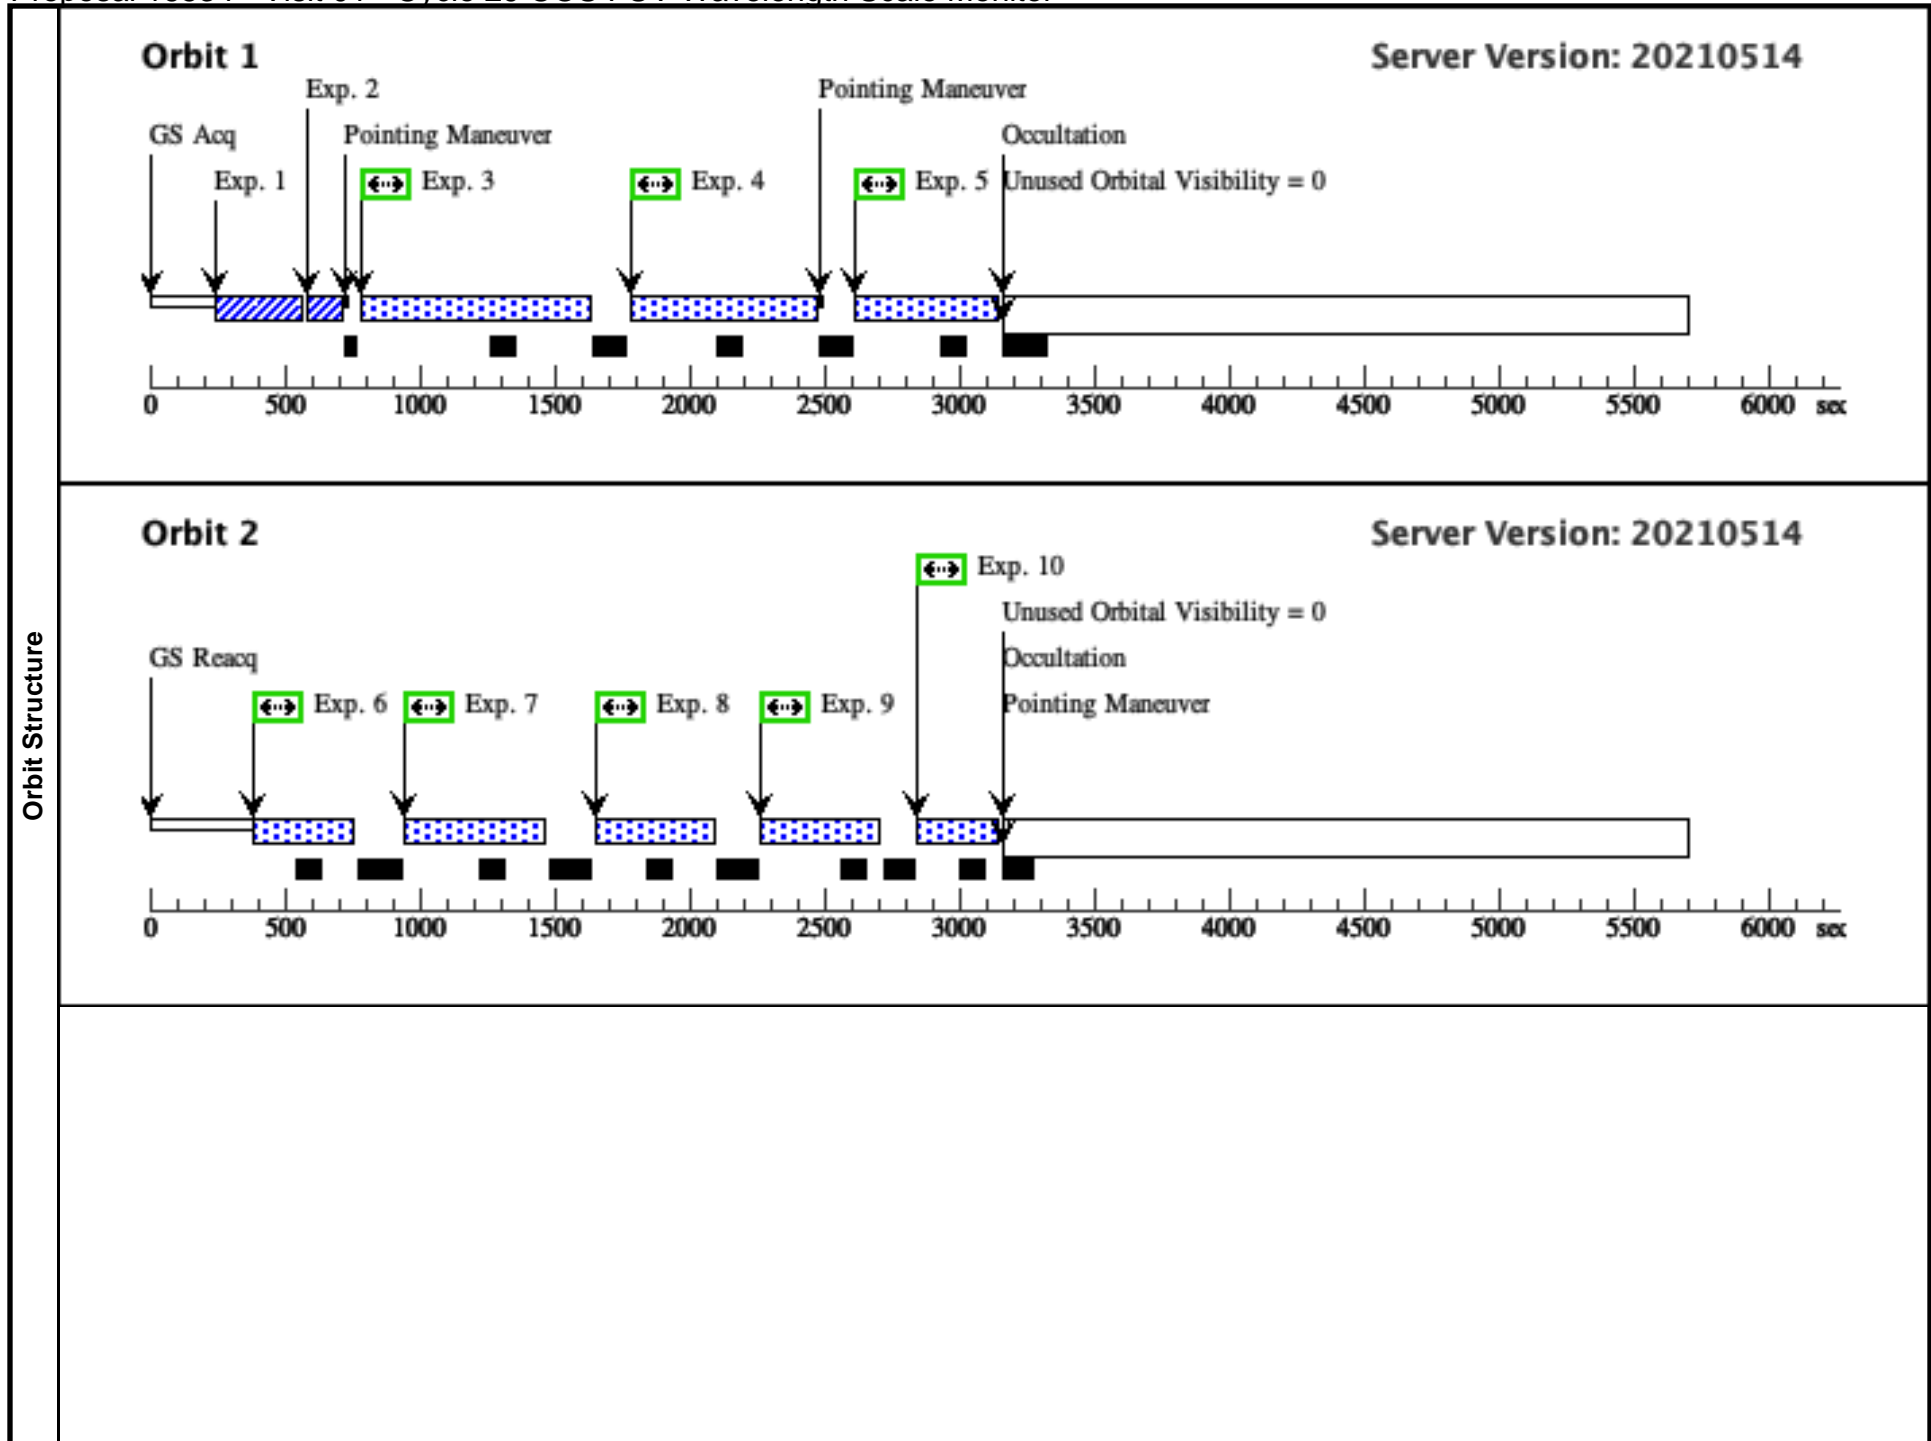 Orbit 1
Server Version: 20210514
Exp. 2
Pointing Maneuver
GS Acq
Pointing Maneuver
Occultation
Exp. 1
Exp. 3
Exp. 4
Exp. 5
Unused Orbital Visibility = 0
0 500 1000 1500 2000 2500 3000 3500 4000 4500 5000 5500 6000 sec
Orbit Structure
Orbit 2
Server Version: 20210514
Exp. 10
Unused Orbital Visibility = 0
GS Reacq
Occultation
Exp. 6
Exp. 7
Exp. 8
Exp. 9
Pointing Maneuver
0 500 1000 1500 2000 2500 3000 3500 4000 4500 5000 5500 6000 sec